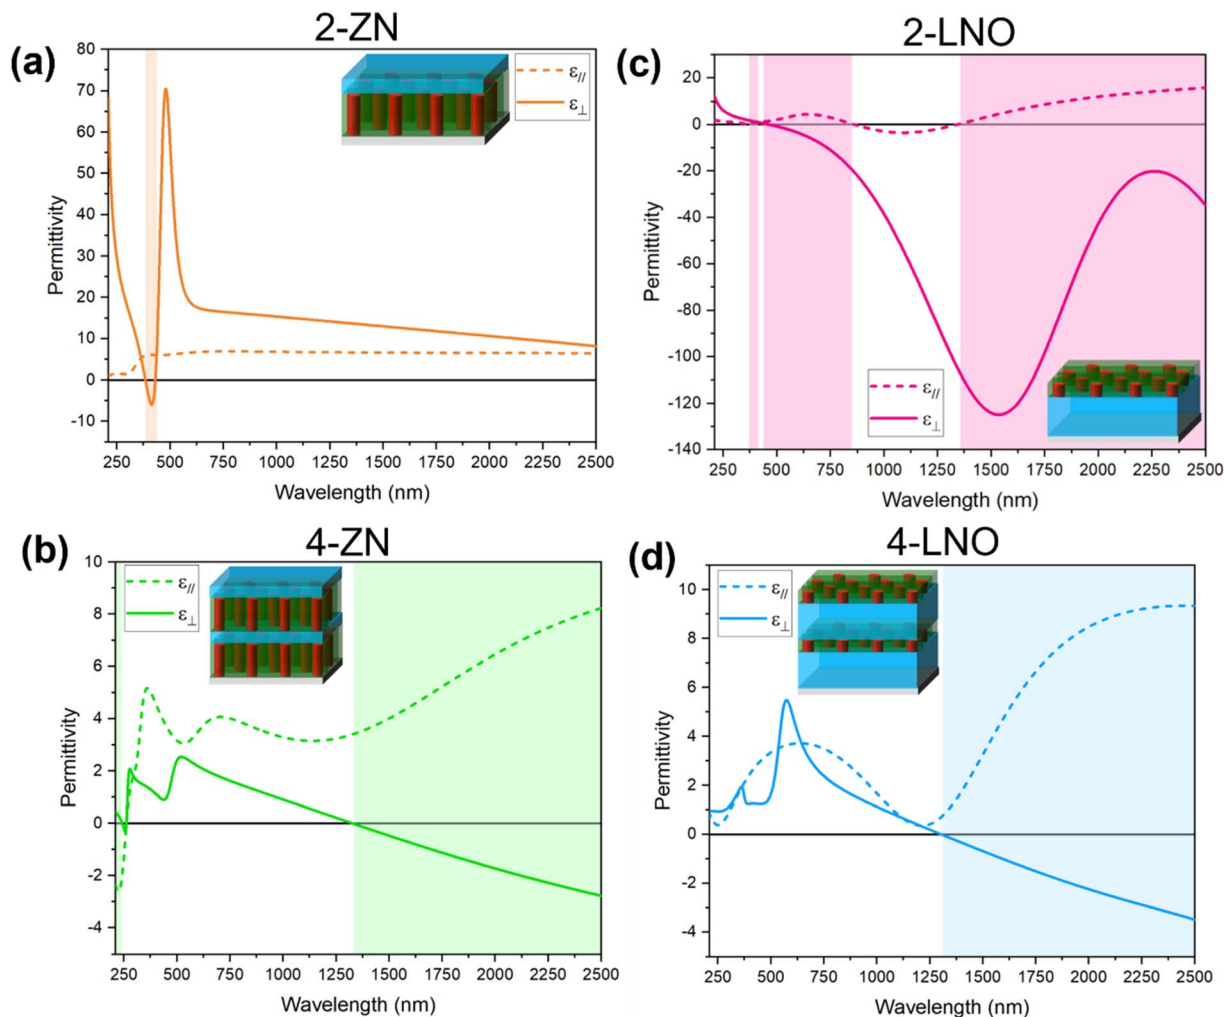 2-ZN
(a)
ε//
ε⊥
80
70
60
50
40
30
20
10
0
-10
Permittivity
250 500 750 1000 1250 1500 1750 2000 2250 2500
Wavelength (nm)
2-LNO
(c)
20
0
-20
-40
-60
-80
-100
-120
-140
Permittivity
ε//
ε⊥
250 500 750 1000 1250 1500 1750 2000 2250 2500
Wavelength (nm)
4-ZN
(b)
ε//
ε⊥
10
8
6
4
2
0
-2
-4
Permittivity
250 500 750 1000 1250 1500 1750 2000 2250 2500
Wavelength (nm)
4-LNO
(d)
ε//
ε⊥
10
8
6
4
2
0
-2
-4
Permittivity
250 500 750 1000 1250 1500 1750 2000 2250 2500
Wavelength (nm)